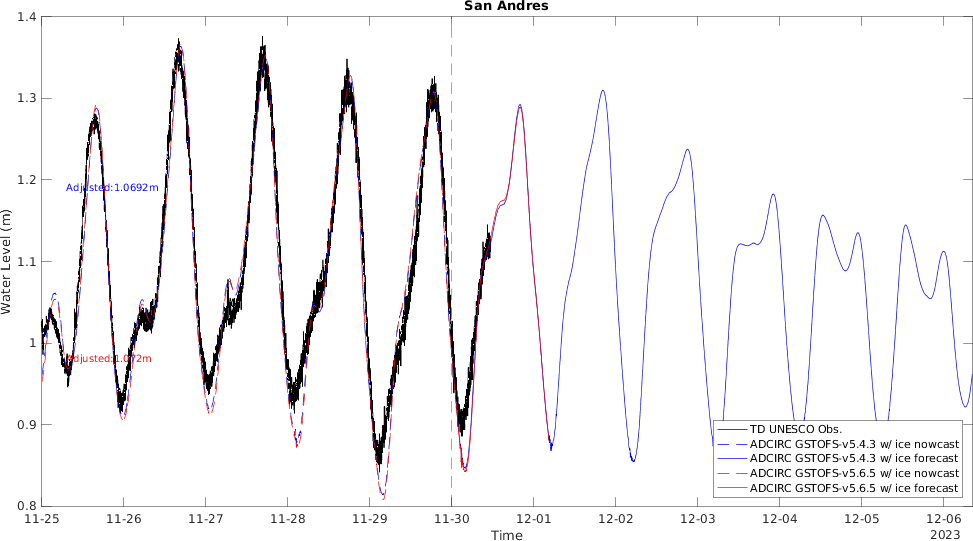 San Andres
Water Level (m)
1.4
1.3
1.2
1.1
1
0.9
0.8
Adjusted:1.0692m
Adjusted:1.072m
TD UNESCO Obs.
ADCIRC GSTOFS-v5.4.3 w/ ice nowcast
ADCIRC GSTOFS-v5.4.3 w/ ice forecast
ADCIRC GSTOFS-v5.6.5 w/ ice nowcast
ADCIRC GSTOFS-v5.6.5 w/ ice forecast
11-25 11-26 11-27 11-28 11-29 11-30 12-01 12-02 12-03 12-04 12-05 12-06
Time
2023